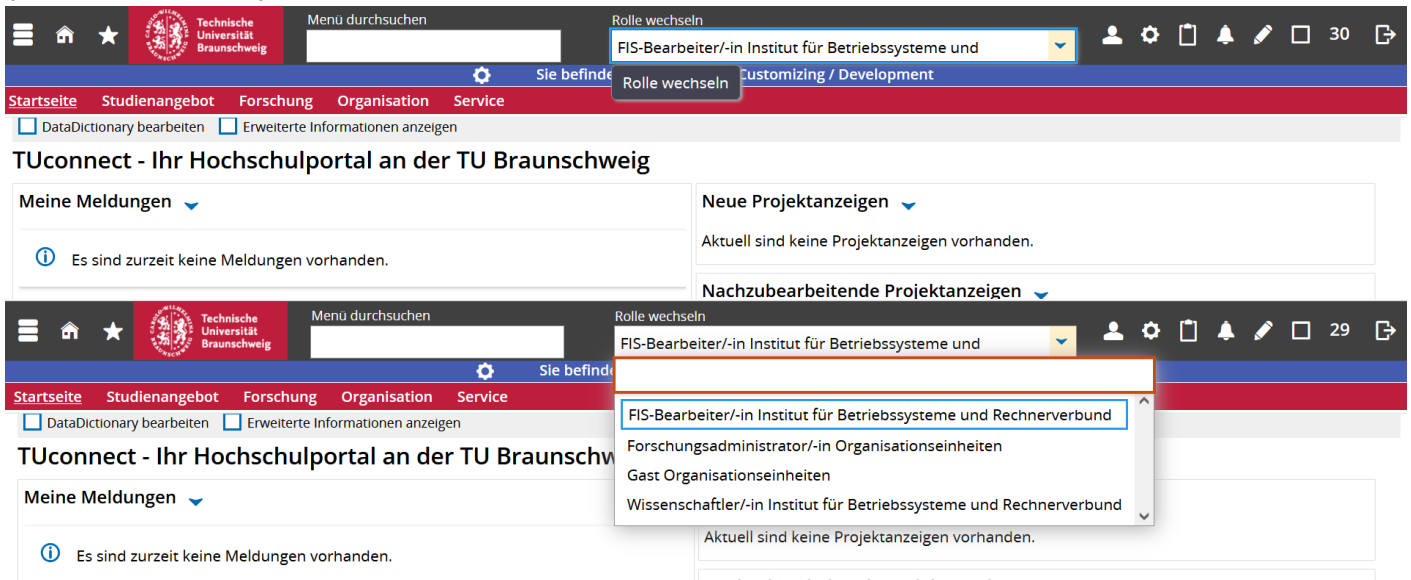 Technische
Universität
Braunschweig
Menü durchsuchen
Rolle wechseln
FIS-Bearbeiter/-in Institut für Betriebssysteme und
30
Sie befinde
Customizing / Development
Rolle wechseln
Startseite Studienangebot Forschung Organisation Service
DataDictionary bearbeiten Erweiterte Informationen anzeigen
TUconnect - Ihr Hochschulportal an der TU Braunschweig
Meine Meldungen
Neue Projektanzeigen
Aktuell sind keine Projektanzeigen vorhanden.
Es sind zurzeit keine Meldungen vorhanden.
Nachzubearbeitende Projektanzeigen
Technische
Universität
Braunschweig
Menü durchsuchen
Rolle wechseln
FIS-Bearbeiter/-in Institut für Betriebssysteme und
29
Sie befinde
Startseite Studienangebot Forschung Organisation Service
DataDictionary bearbeiten Erweiterte Informationen anzeigen
FIS-Bearbeiter/-in Institut für Betriebssysteme und Rechnerverbund
Forschungsadministrator/-in Organisationseinheiten
Gast Organisationseinheiten
Wissenschaftler/-in Institut für Betriebssysteme und Rechnerverbund
TUconnect - Ihr Hochschulportal an der TU Braunschw
Meine Meldungen
Aktuell sind keine Projektanzeigen vorhanden.
Es sind zurzeit keine Meldungen vorhanden.